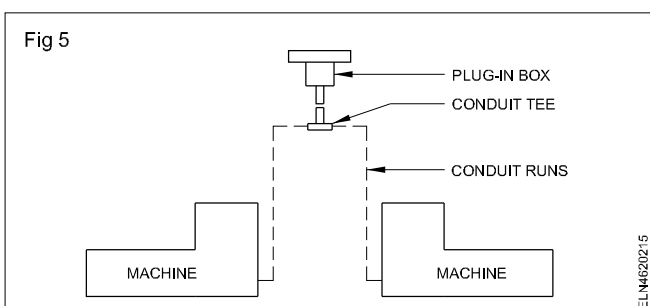 Fig 5
PLUG-IN BOX
CONDUIT TEE
CONDUIT RUNS
MACHINE
MACHINE
ELN4620215